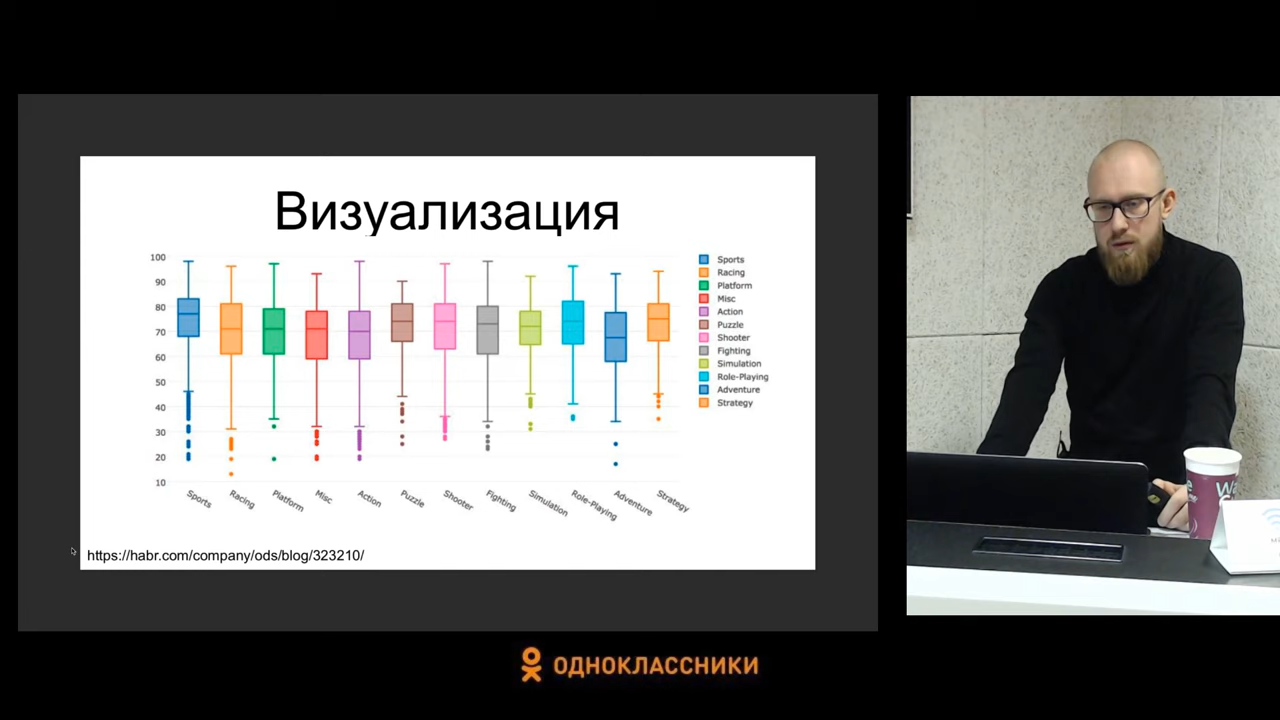 Визуализация
100
90
80
70
60
50
40
30
20
10
Sports
Racing
Platform
Misc
Action
Puzzle
Shooter
Fighting
Simulation
Role-Playing
Adventure
Strategy
Sports
Racing
Platform
Misc
Action
Puzzle
Shooter
Fighting
Simulation
Role-Playing
Adventure
Strategy
https://habr.com/company/ods/blog/323210/
ОДНОКЛАССНИКИ